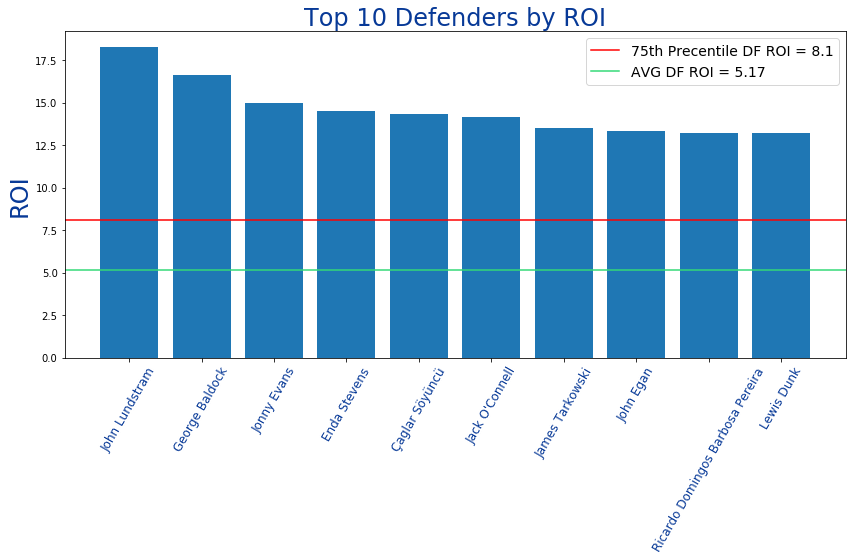 Top 10 Defenders by ROI
75th Precentile DF ROI = 8.1
AVG DF ROI = 5.17
ROI
17.5
15.0
12.5
10.0
7.5
5.0
2.5
0.0
John Lundstram
George Baldock
Jonny Evans
Enda Stevens
Çaglar Söyüncü
Jack O'Connell
James Tarkowski
John Egan
Ricardo Domingos Barbosa Pereira
Lewis Dunk